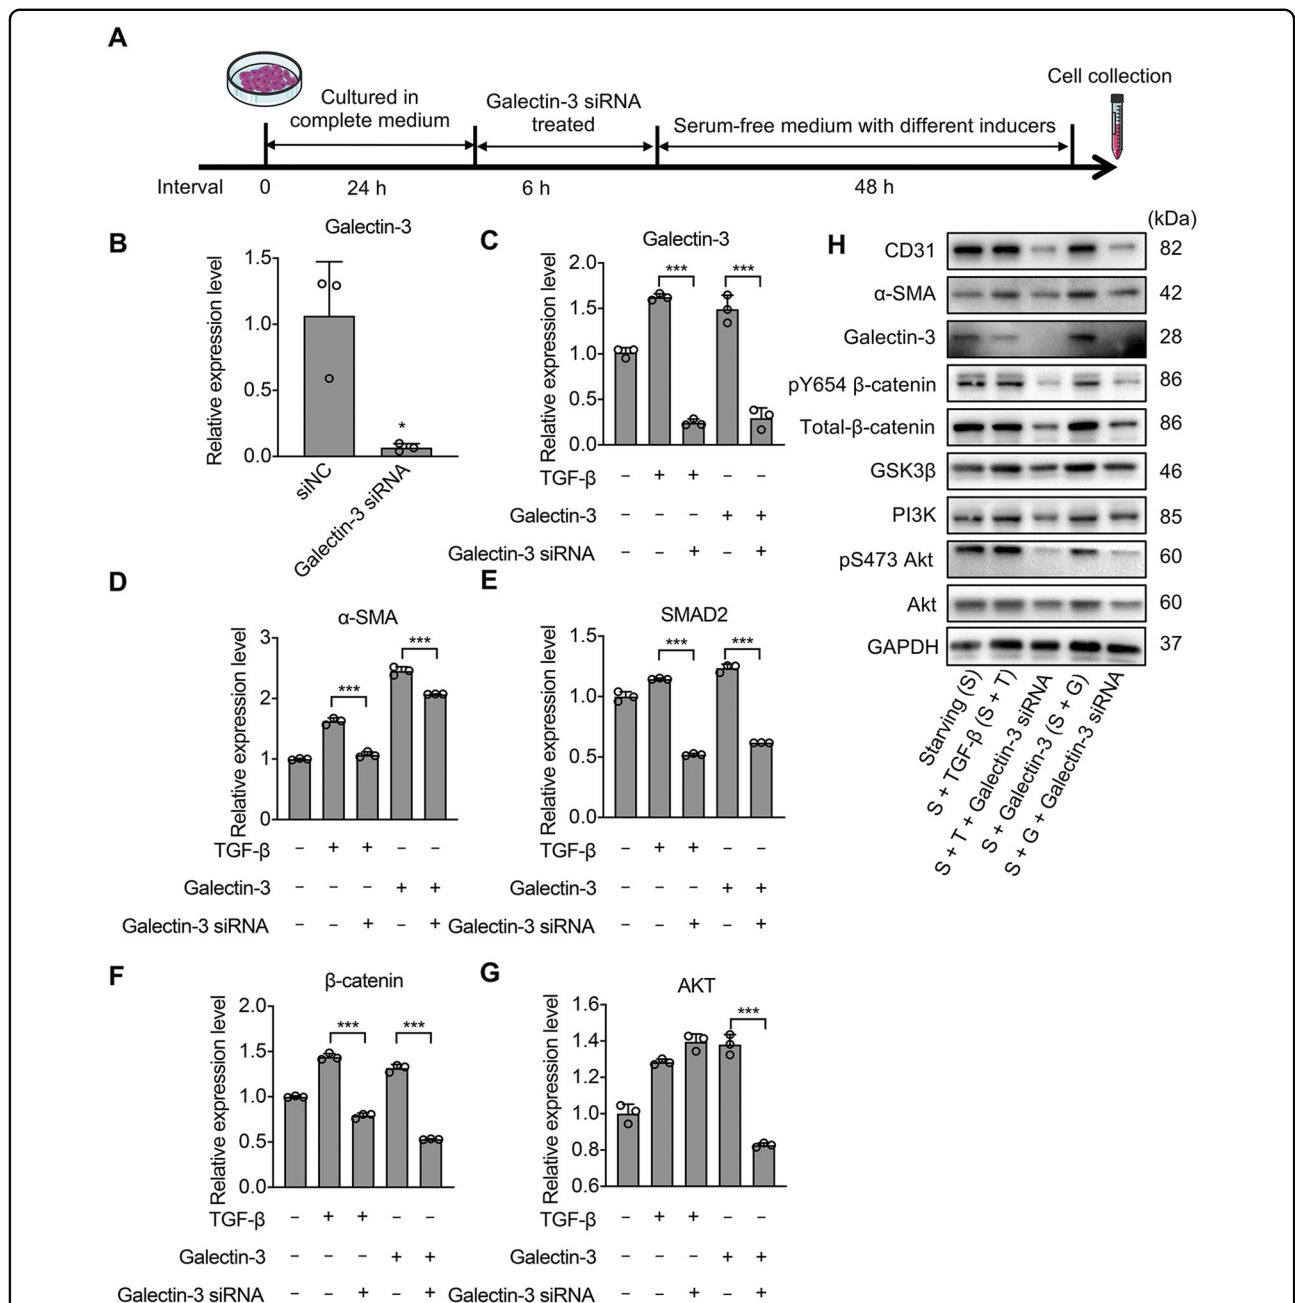 A
Cell collection
Cultured in
complete medium
Galectin-3 siRNA
treated
Serum-free medium with different inducers
Interval 0 24 h 6 h 48 h
B
Galectin-3
Relative expression level
1.5
1.0
0.5
0.0
*
siNC
Galectin-3 siRNA
C
Galectin-3
Relative expression level
2.0
1.5
1.0
0.5
0.0
*** ***
TGF-β − + + − −
Galectin-3 − − − + +
Galectin-3 siRNA − − + − +
D
α-SMA
Relative expression level
3
2
1
0
*** ***
TGF-β − + + − −
Galectin-3 − − − + +
Galectin-3 siRNA − − + − +
E
SMAD2
Relative expression level
1.5
1.0
0.5
0.0
*** ***
TGF-β − + + − −
Galectin-3 − − − + +
Galectin-3 siRNA − − + − +
F
β-catenin
Relative expression level
2.0
1.5
1.0
0.5
0.0
*** ***
TGF-β − + + − −
Galectin-3 − − − + +
Galectin-3 siRNA − − + − +
G
AKT
Relative expression level
1.6
1.4
1.2
1.0
0.8
0.6
***
TGF-β − + + − −
Galectin-3 − − − + +
Galectin-3 siRNA − − + − +
H
(kDa)
CD31 82
α-SMA 42
Galectin-3 28
pY654 β-catenin 86
Total-β-catenin 86
GSK3β 46
PI3K 85
pS473 Akt 60
Akt 60
GAPDH 37
Starving (S)
S + TGF-β (S + T)
S + T + Galectin-3 siRNA
S + Galectin-3 (S + G)
S + G + Galectin-3 siRNA